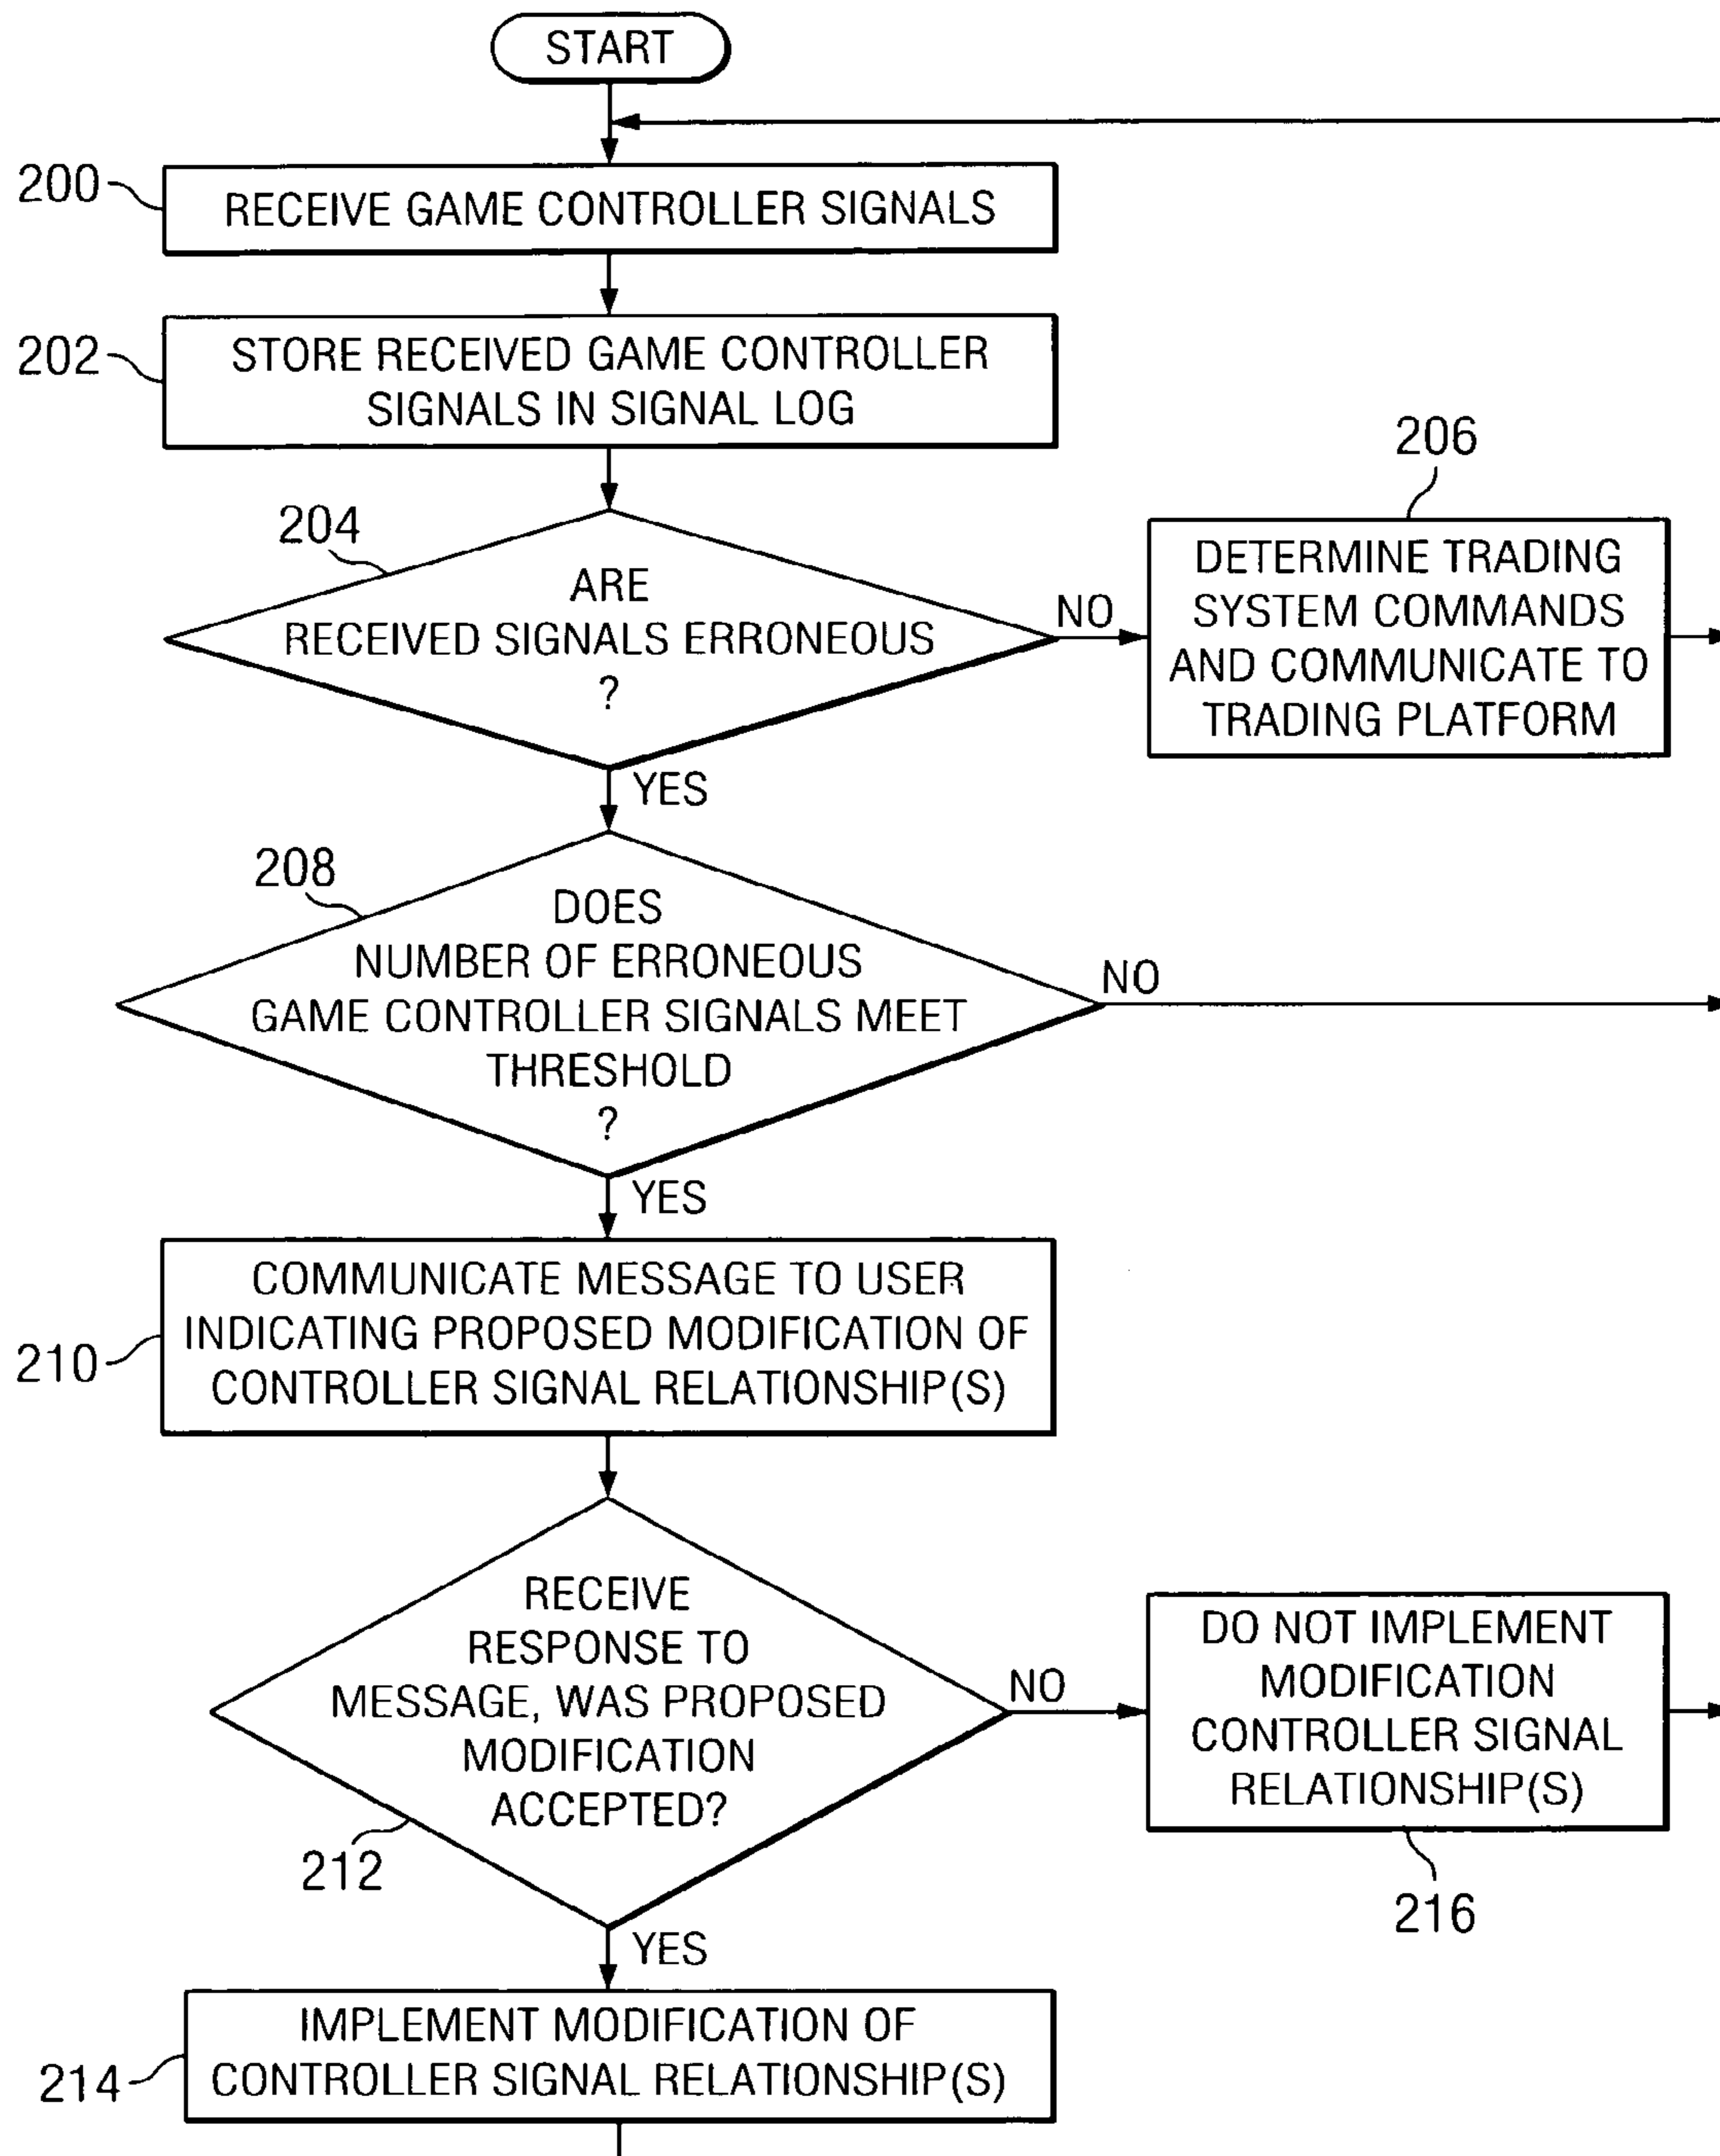 START
200
RECEIVE GAME CONTROLLER SIGNALS
202
STORE RECEIVED GAME CONTROLLER
SIGNALS IN SIGNAL LOG
204
ARE
RECEIVED SIGNALS ERRONEOUS
?
NO
206
DETERMINE TRADING
SYSTEM COMMANDS
AND COMMUNICATE TO
TRADING PLATFORM
YES
208
DOES
NUMBER OF ERRONEOUS
GAME CONTROLLER SIGNALS MEET
THRESHOLD
?
NO
YES
210
COMMUNICATE MESSAGE TO USER
INDICATING PROPOSED MODIFICATION OF
CONTROLLER SIGNAL RELATIONSHIP(S)
RECEIVE
RESPONSE TO
MESSAGE, WAS PROPOSED
MODIFICATION
ACCEPTED?
212
NO
DO NOT IMPLEMENT
MODIFICATION
CONTROLLER SIGNAL
RELATIONSHIP(S)
216
YES
214
IMPLEMENT MODIFICATION OF
CONTROLLER SIGNAL RELATIONSHIP(S)